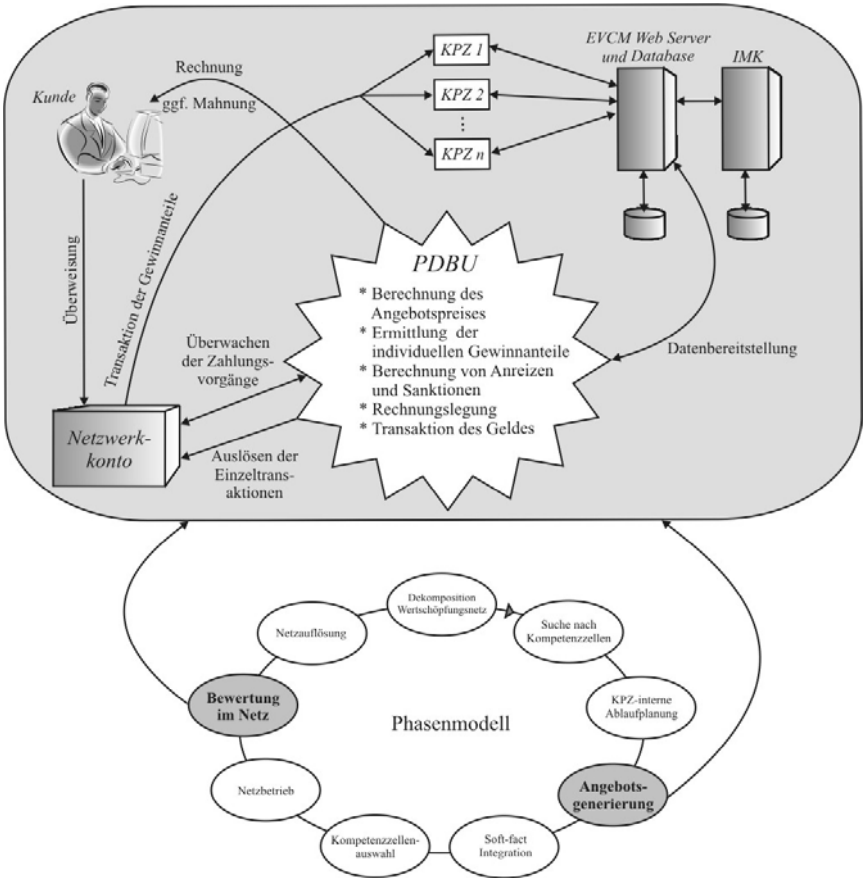 EVCM Web Server
und Database
IMK
KPZ 1
KPZ 2
⋮
KPZ n
Rechnung
ggf. Mahnung
Kunde
Überweisung
Transaktion der Gewinnanteile
PDBU
* Berechnung des
Angebotspreises
* Ermittlung der
individuellen Gewinnanteile
* Berechnung von Anreizen
und Sanktionen
* Rechnungslegung
* Transaktion des Geldes
Datenbereitstellung
Überwachen
der Zahlungs-
vorgänge
Netzwerk-
konto
Auslösen der
Einzeltrans-
aktionen
Dekomposition
Wertschöpfungsnetz
Suche nach
Kompetenzzellen
KPZ-interne
Ablaufplanung
Angebots-
generierung
Soft-fact
Integration
Kompetenzzellen-
auswahl
Netzbetrieb
Bewertung
im Netz
Netzauflösung
Phasenmodell